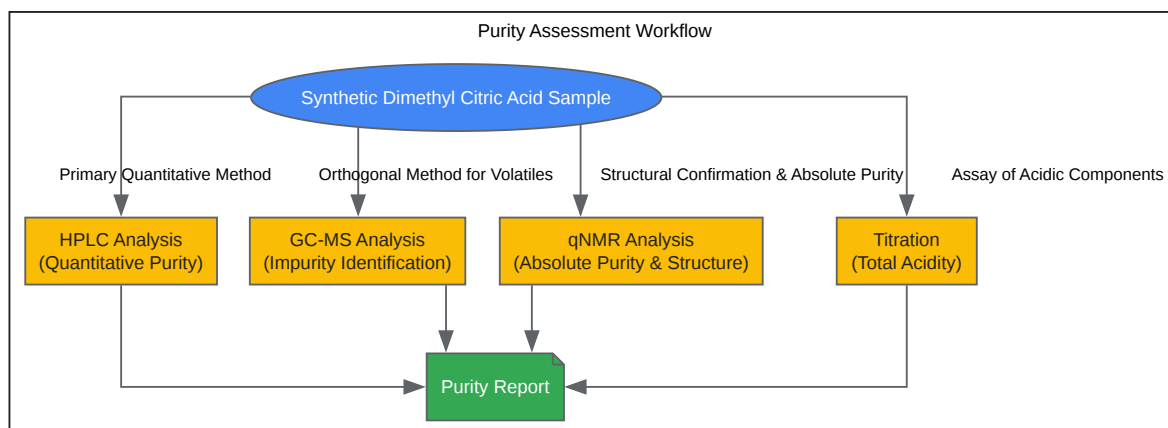 Purity Assessment Workflow
Synthetic Dimethyl Citric Acid Sample
Primary Quantitative Method
Orthogonal Method for Volatiles
Structural Confirmation & Absolute Purity
Assay of Acidic Components
HPLC Analysis
(Quantitative Purity)
GC-MS Analysis
(Impurity Identification)
qNMR Analysis
(Absolute Purity & Structure)
Titration
(Total Acidity)
Purity Report